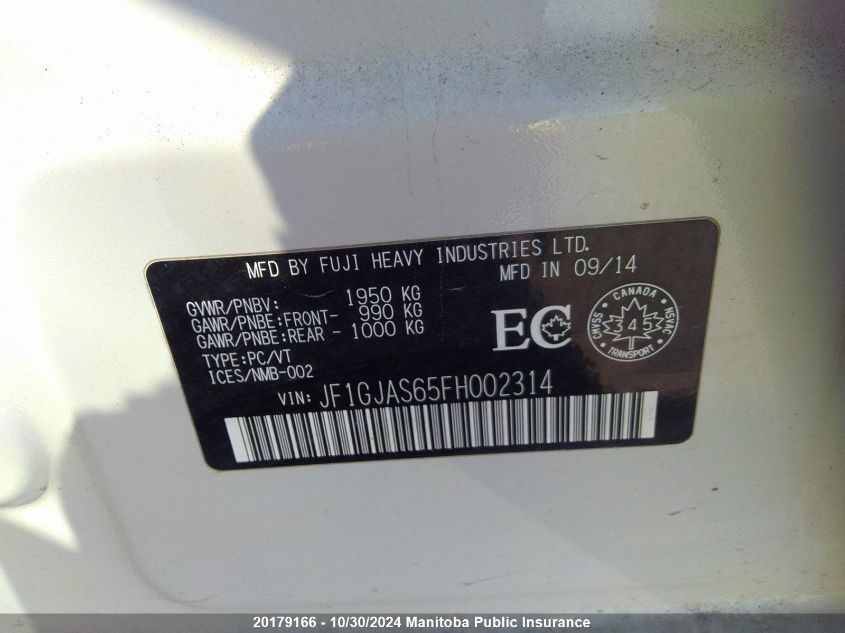 MFD BY FUJI HEAVY INDUSTRIES LTD.
MFD IN 09/14
GVWR/PNBV: 1950 KG
GAWR/PNBE:FRONT- 990 KG
GAWR/PNBE:REAR - 1000 KG
TYPE:PC/VT
ICES/NMB-002
EC
CANADA
CMVSS
NSVAC
345
TRANSPORT
VIN: JF1GJAS65FH002314
20179166 - 10/30/2024 Manitoba Public Insurance